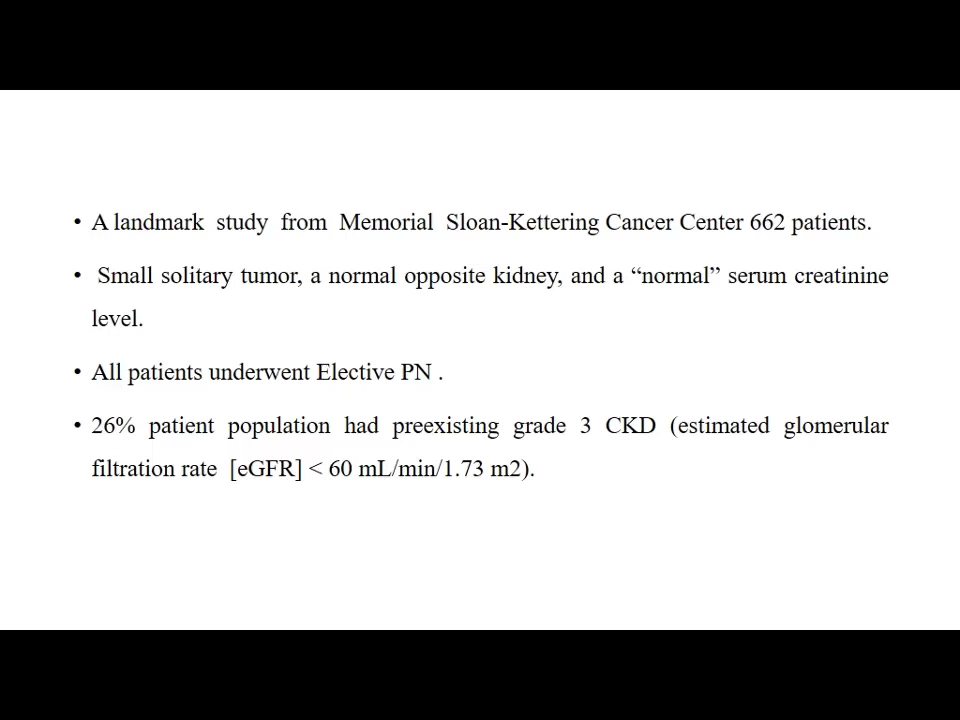 • A landmark study from Memorial Sloan-Kettering Cancer Center 662 patients.
• Small solitary tumor, a normal opposite kidney, and a “normal” serum creatinine
level.
• All patients underwent Elective PN .
• 26% patient population had preexisting grade 3 CKD (estimated glomerular
filtration rate [eGFR] < 60 mL/min/1.73 m2).